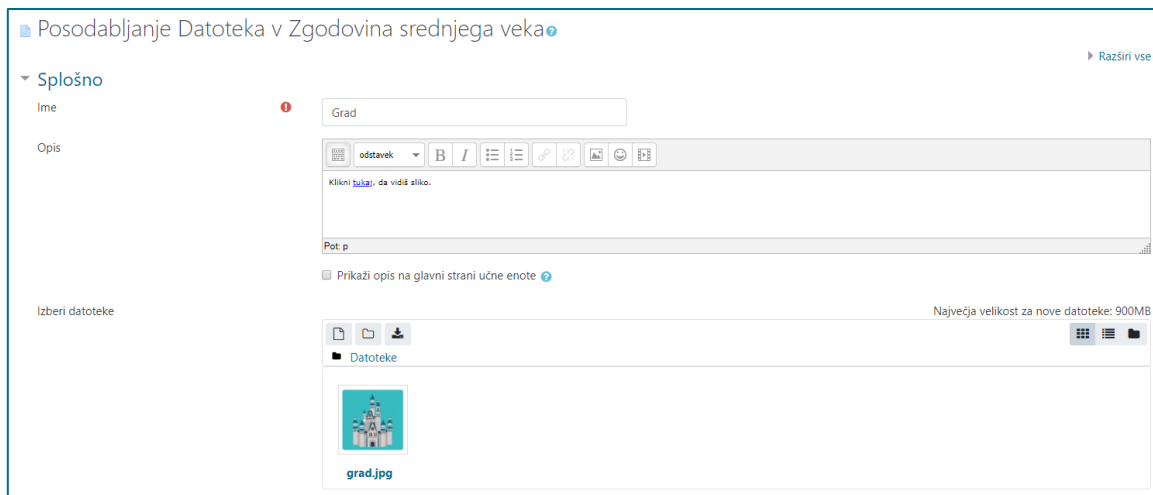 Posodabljanje Datoteka v Zgodovina srednjega veka
Razširi vse
Splošno
Ime
Grad
Opis
odstavek B I
Klikni tukaj, da vidiš sliko.
Pot: p
Prikaži opis na glavni strani učne enote
Izberi datoteke
Največja velikost za nove datoteke: 900MB
Datoteke
grad.jpg